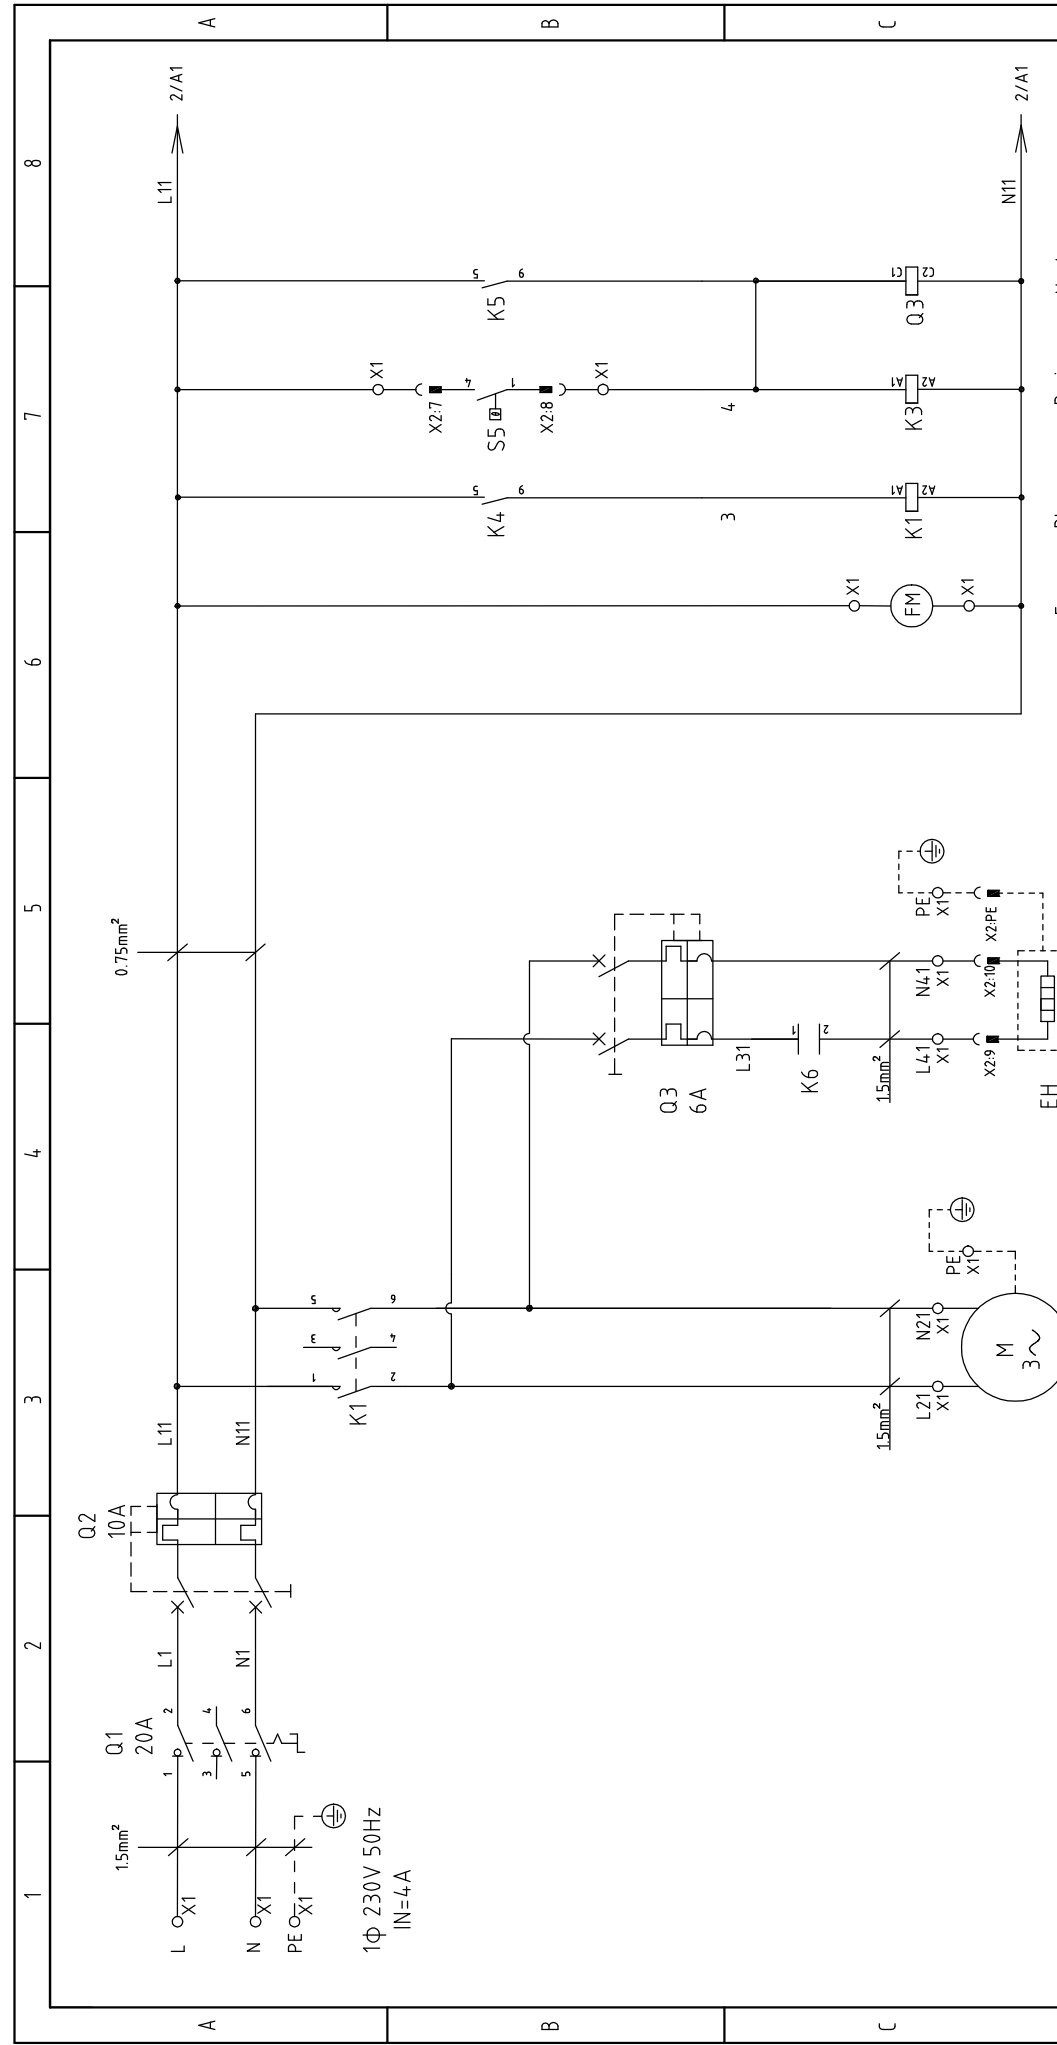 A
B
C
1
2
3
4
5
6
7
8
A
B
C
L
X1
N
X1
PE
X1
1Φ 230V 50Hz
IN=4A
1.5mm²
Q1
20A
1
2
3
4
5
6
L1
N1
Q2
10A
L11
N11
K1
1
2
3
4
5
6
1.5mm²
L21
X1
N21
X1
PE
X1
M
3~
0.75mm²
Q3
6A
L31
K6
1
2
1.5mm²
L41
X1
N41
X1
PE
X1
X2:9
X2:10
X2:PE
EH
X1
FM
X1
K4
5
9
3
K1
A1
A2
X1
X2:7
4
S5
θ
1
X2:8
X1
4
K3
A1
A2
K5
5
9
Q3
C1
C2
L11
2/A1
N11
2/A1